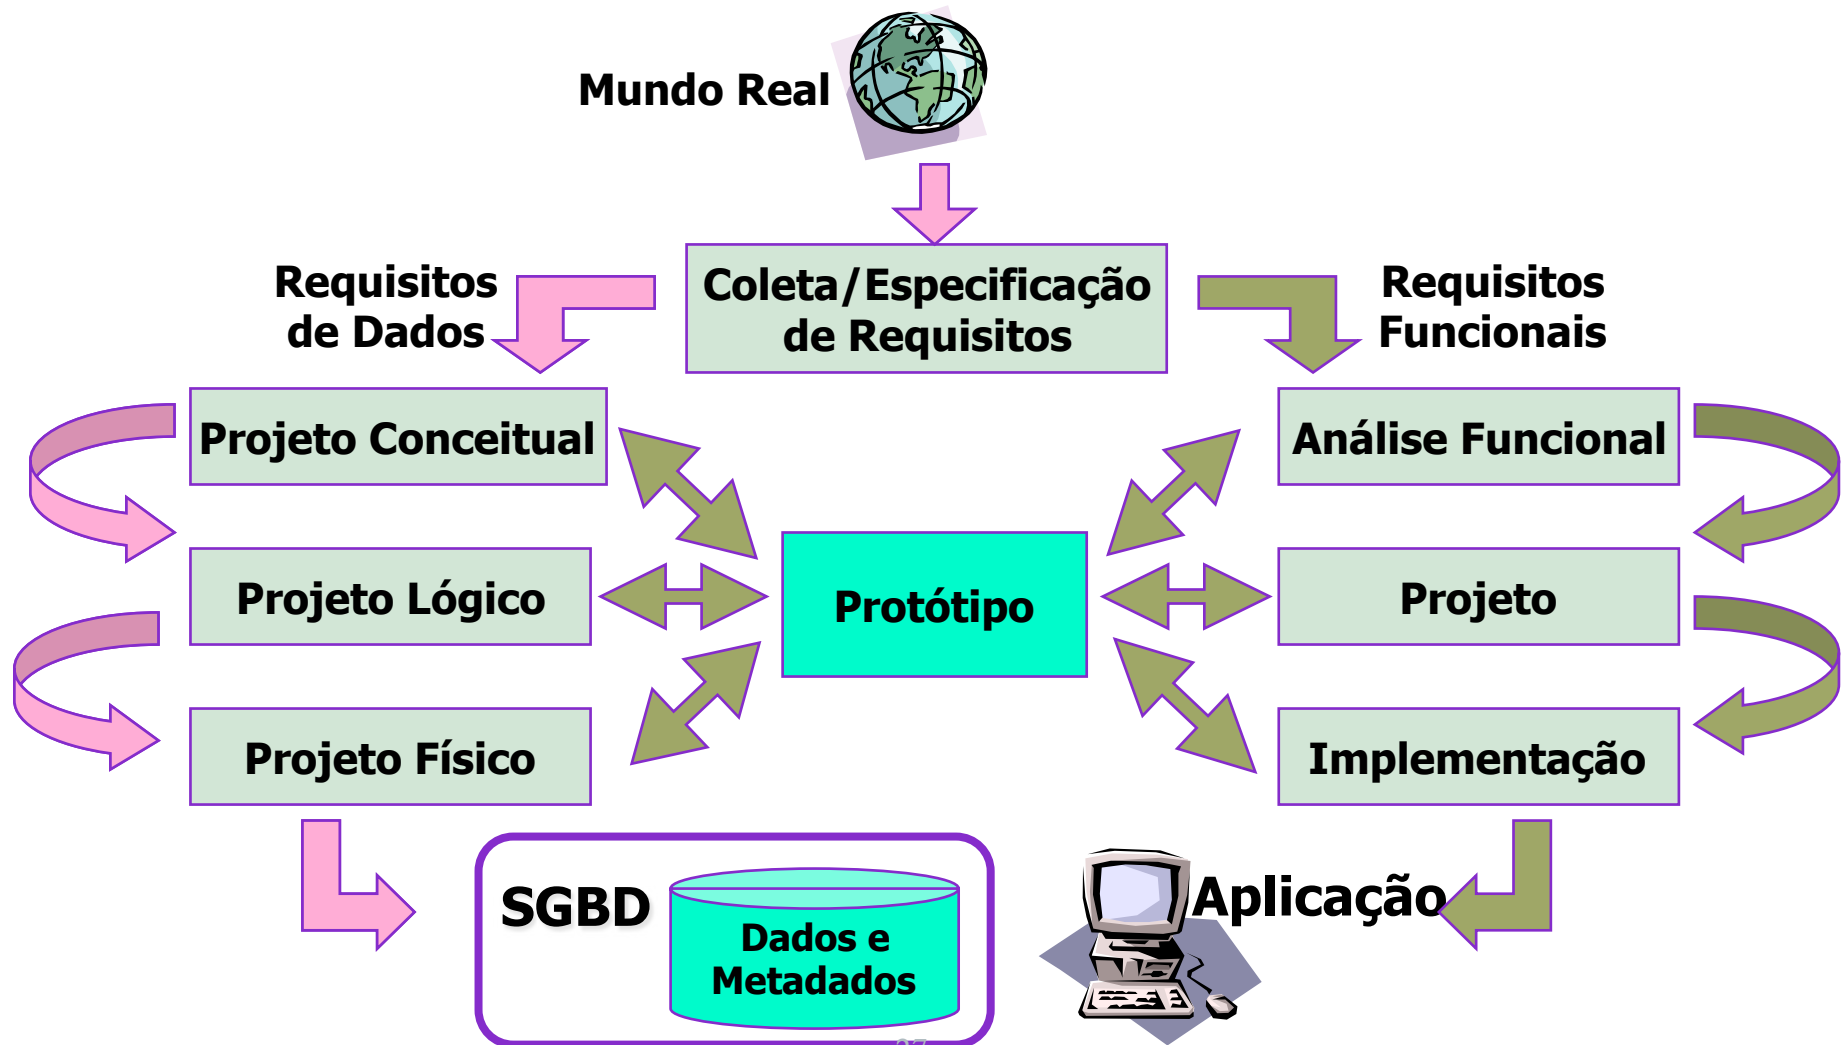 Mundo Real
Requisitos
de Dados
Coleta/Especificação
de Requisitos
Requisitos
Funcionais
Projeto Conceitual
Análise Funcional
Projeto Lógico
Protótipo
Projeto
Projeto Físico
Implementação
SGBD
Dados e
Metadados
Aplicação